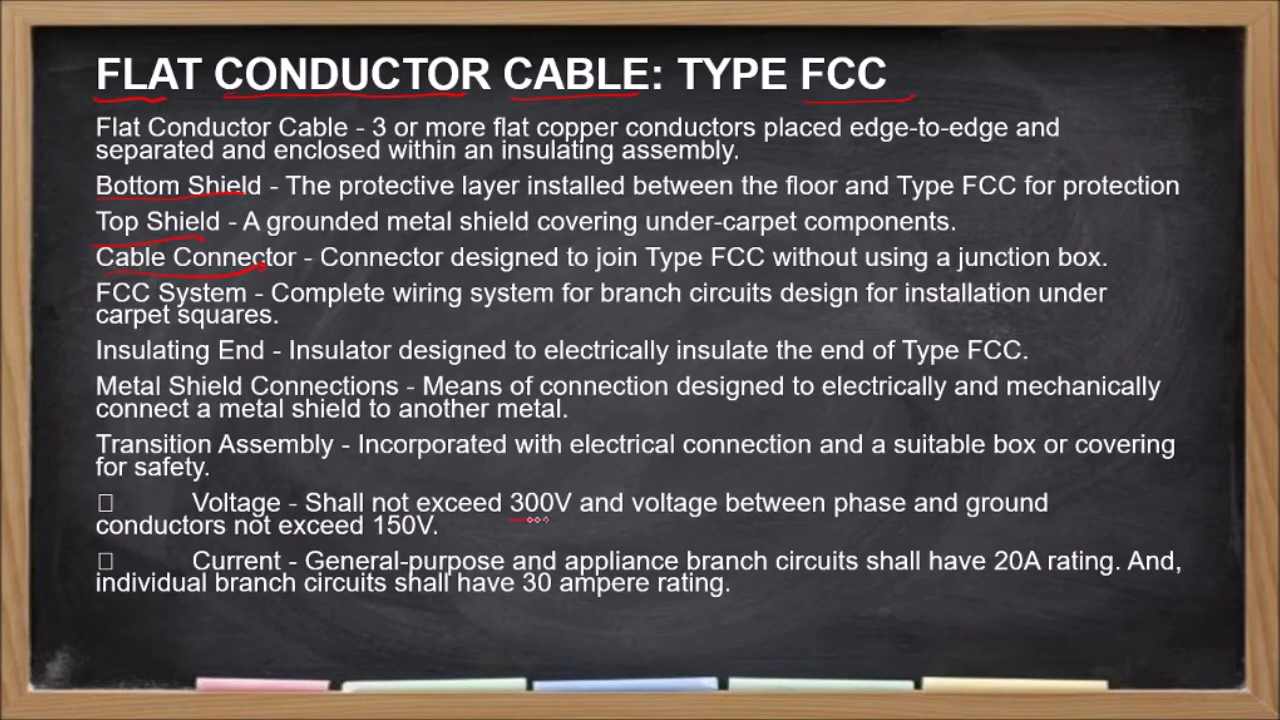 FLAT CONDUCTOR CABLE: TYPE FCC
Flat Conductor Cable - 3 or more flat copper conductors placed edge-to-edge and
separated and enclosed within an insulating assembly.
Bottom Shield - The protective layer installed between the floor and Type FCC for protection
Top Shield - A grounded metal shield covering under-carpet components.
Cable Connector - Connector designed to join Type FCC without using a junction box.
FCC System - Complete wiring system for branch circuits design for installation under
carpet squares.
Insulating End - Insulator designed to electrically insulate the end of Type FCC.
Metal Shield Connections - Means of connection designed to electrically and mechanically
connect a metal shield to another metal.
Transition Assembly - Incorporated with electrical connection and a suitable box or covering
for safety.
Voltage - Shall not exceed 300V and voltage between phase and ground
conductors not exceed 150V.
Current - General-purpose and appliance branch circuits shall have 20A rating. And,
individual branch circuits shall have 30 ampere rating.